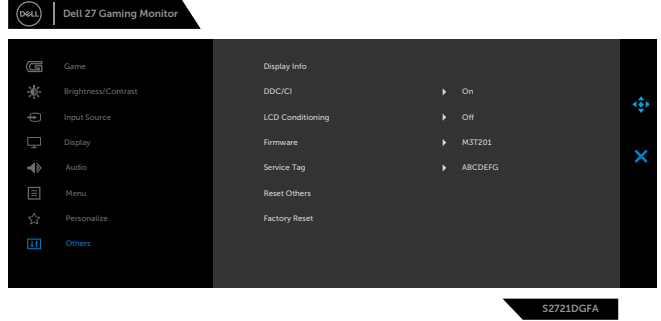 DELL
Dell 27 Gaming Monitor
Game
Display Info
Brightness/Contrast
DDC/CI
On
Input Source
LCD Conditioning
Off
Display
Firmware
M3T201
Audio
Service Tag
ABCDEFG
Menu
Reset Others
Personalize
Factory Reset
Others
S2721DGFA